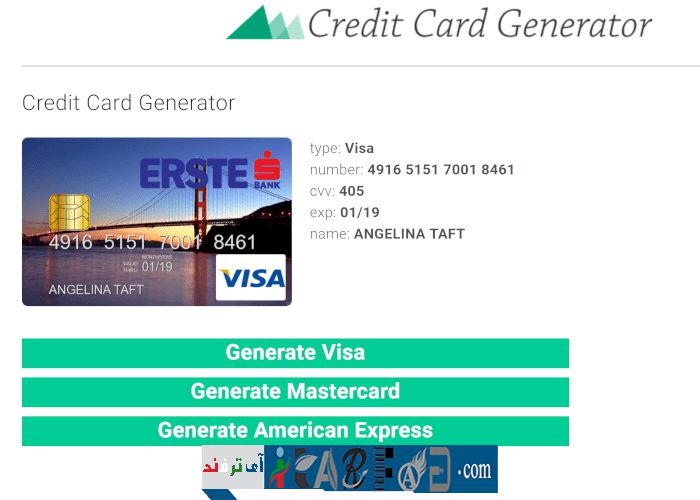 Credit Card Generator
Credit Card Generator
ERSTE
BANK
4916 5151 7001 8461
MONTH/YEAR
VALID
THRU
01/19
ANGELINA TAFT
VISA
type: Visa
number: 4916 5151 7001 8461
cvv: 405
exp: 01/19
name: ANGELINA TAFT
Generate Visa
Generate Mastercard
Generate American Express
آی ترفند
.com